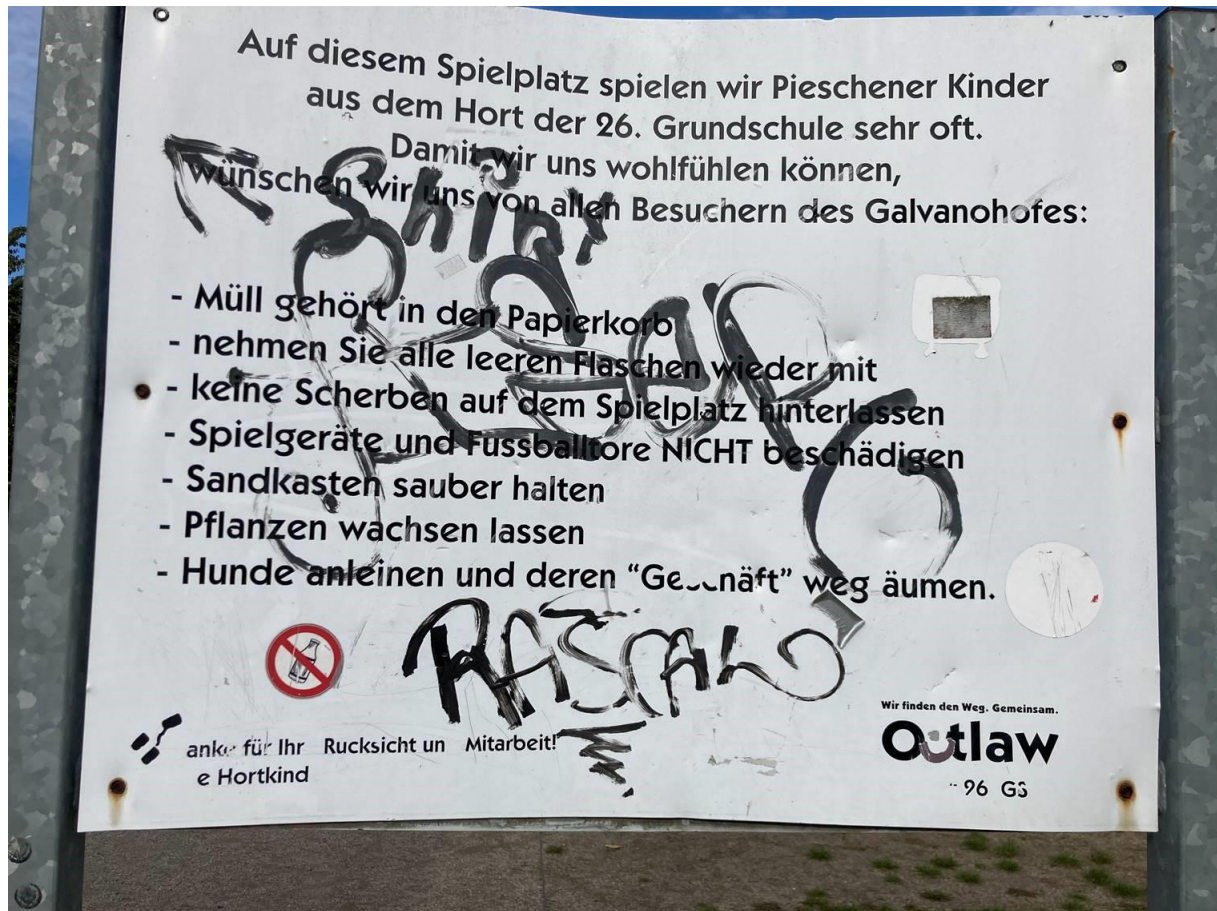 Auf diesem Spielplatz spielen wir Pieschener Kinder
aus dem Hort der 26. Grundschule sehr oft.
Damit wir uns wohlfühlen können,
wünschen wir uns von allen Besuchern des Galvanohofes:
- Müll gehört in den Papierkorb
- nehmen Sie alle leeren Flaschen wieder mit
- keine Scherben auf dem Spielplatz hinterlassen
- Spielgeräte und Fussballtore NICHT beschädigen
- Sandkasten sauber halten
- Pflanzen wachsen lassen
- Hunde anleinen und deren "Geschäft" weg äumen.
RASCAL
für Ihr Rucksicht un Mitarbeit!
e Hortkind
Wir finden den Weg. Gemeinsam.
Outlaw
GS